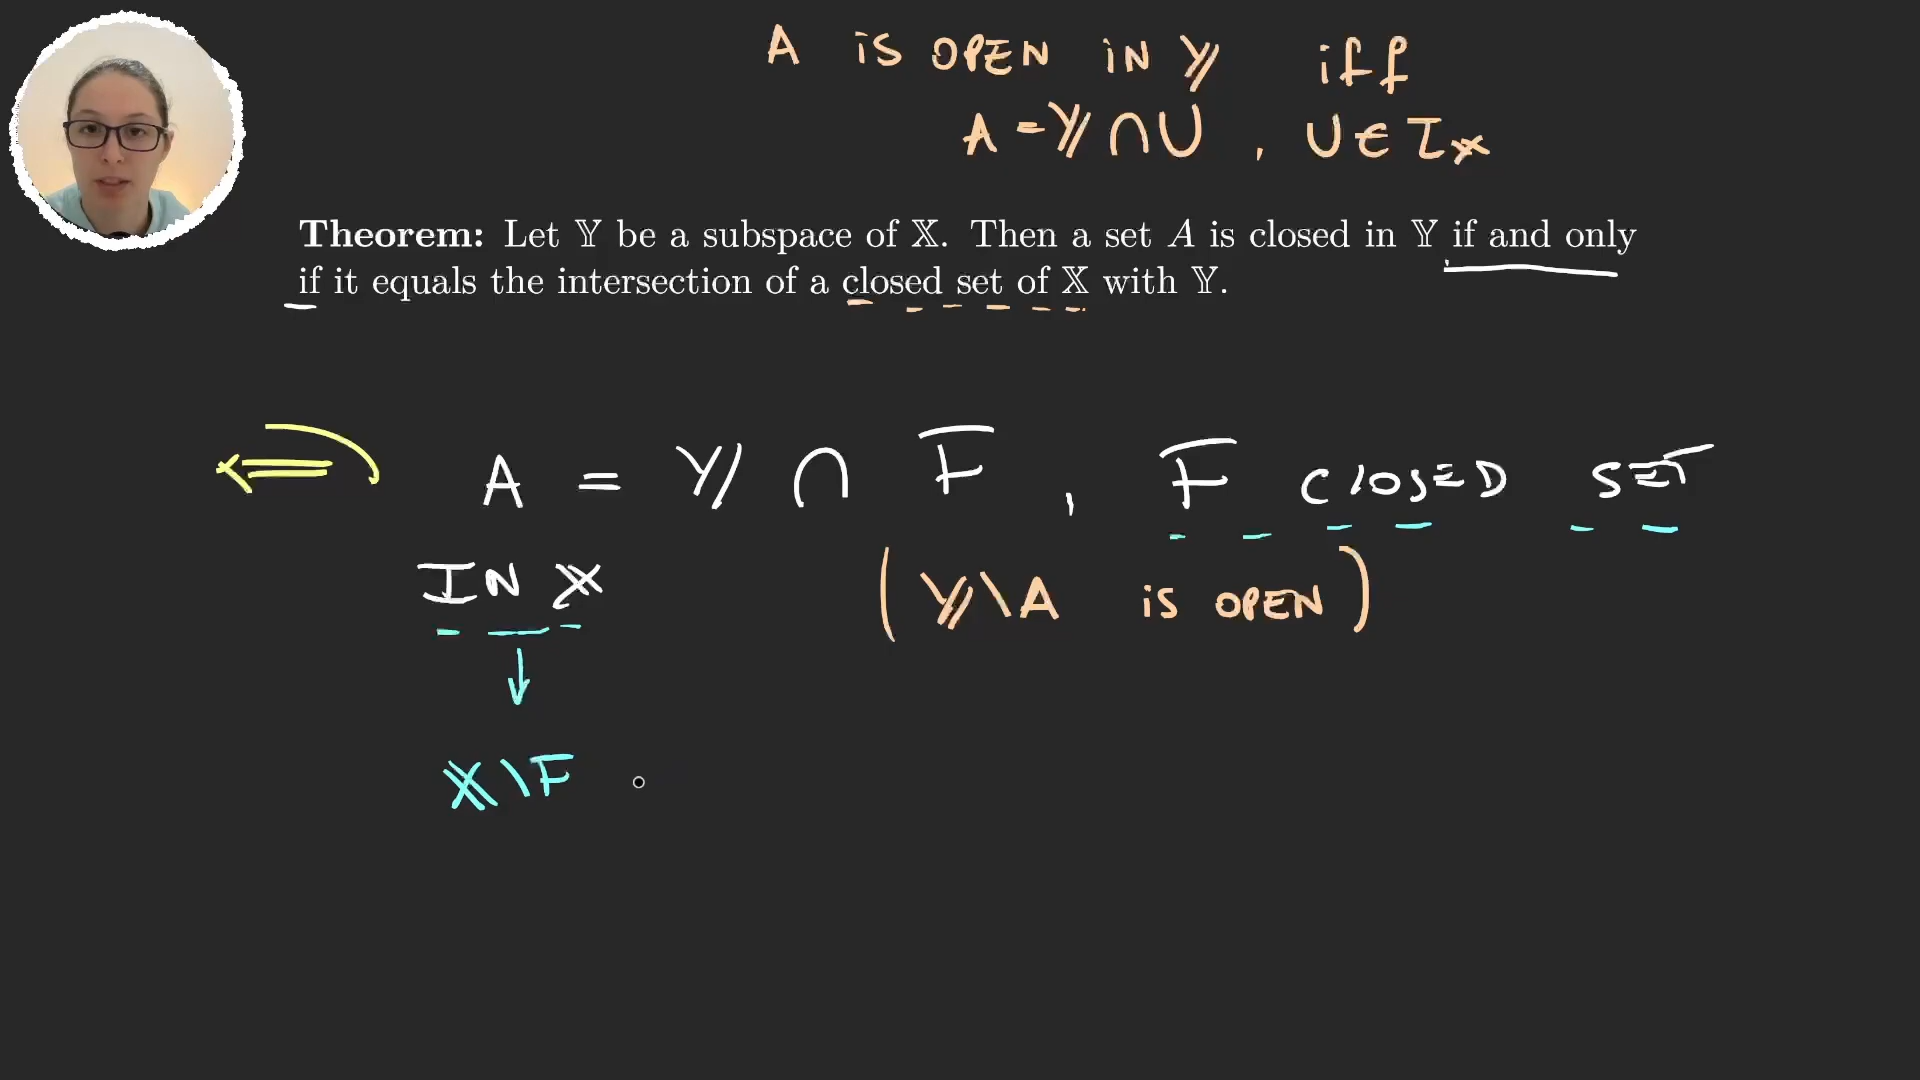 A iS OPEN iN 𝕐 iff
A = 𝕐 ∩ U , U ∈ τ𝕏
Theorem: Let 𝕐 be a subspace of 𝕏. Then a set A is closed in 𝕐 if and only
if it equals the intersection of a closed set of 𝕏 with 𝕐.
⇐ A = 𝕐 ∩ F , F CLOSED SET
IN 𝕏 ( 𝕐\A iS OPEN )
↓
𝕏\F